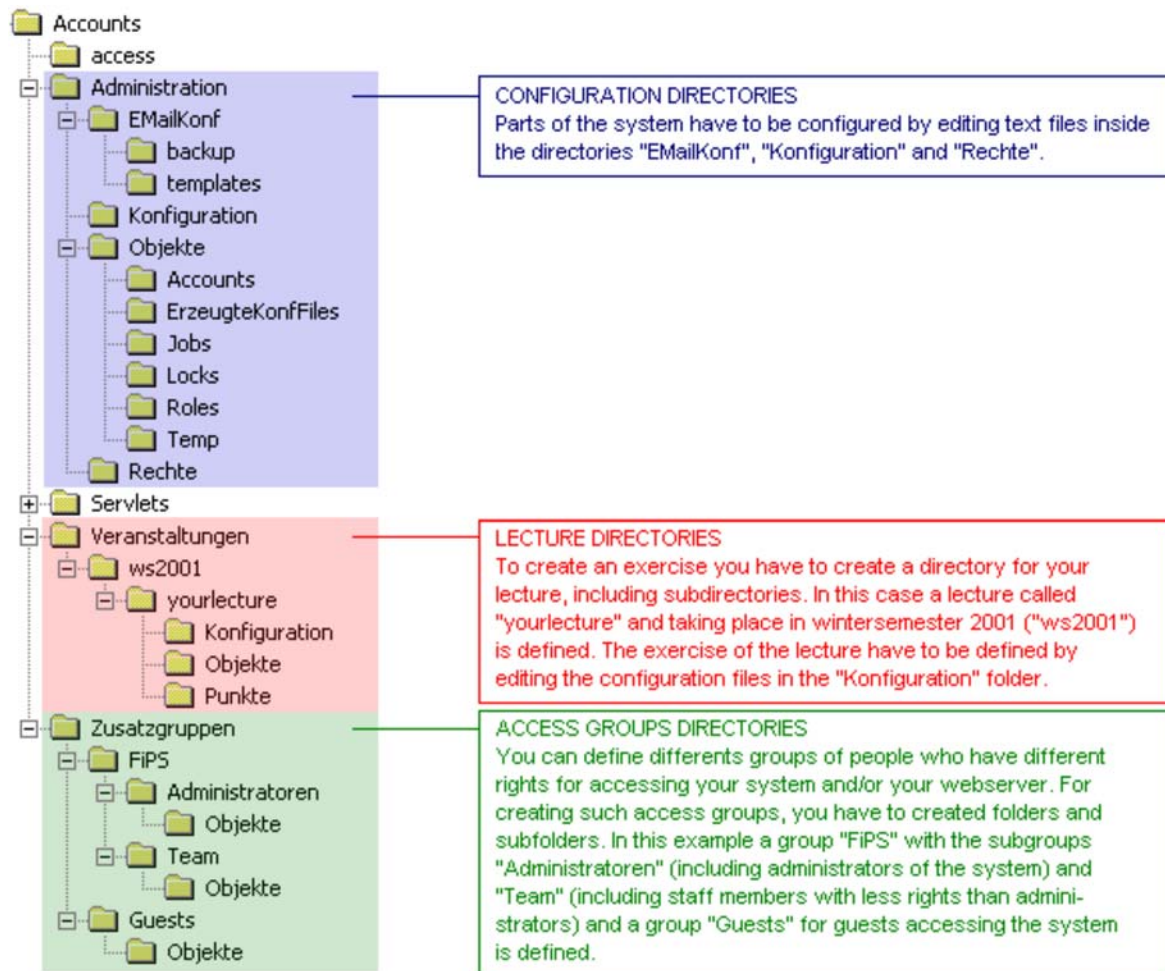 Accounts
access
Administration
EMailKonf
backup
templates
Konfiguration
Objekte
Accounts
ErzeugteKonfFiles
Jobs
Locks
Roles
Temp
Rechte
Servlets
Veranstaltungen
ws2001
yourlecture
Konfiguration
Objekte
Punkte
Zusatzgruppen
FiPS
Administratoren
Objekte
Team
Objekte
Guests
Objekte
CONFIGURATION DIRECTORIES
Parts of the system have to be configured by editing text files inside
the directories "EMailKonf", "Konfiguration" and "Rechte".
LECTURE DIRECTORIES
To create an exercise you have to create a directory for your
lecture, including subdirectories. In this case a lecture called
"yourlecture" and taking place in wintersemester 2001 ("ws2001")
is defined. The exercise of the lecture have to be defined by
editing the configuration files in the "Konfiguration" folder.
ACCESS GROUPS DIRECTORIES
You can define differents groups of people who have different
rights for accessing your system and/or your webserver. For
creating such access groups, you have to created folders and
subfolders. In this example a group "FiPS" with the subgroups
"Administratoren" (including administrators of the system) and
"Team" (including staff members with less rights than admini-
strators) and a group "Guests" for guests accessing the system
is defined.